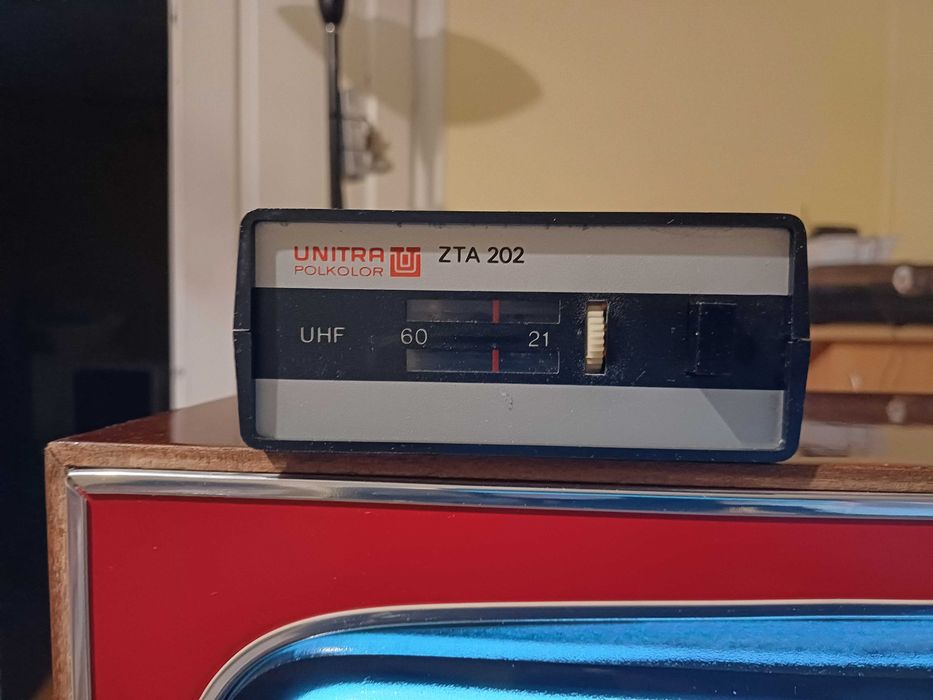 UNITRA
POLKOLOR
ZTA 202
UHF 60 21